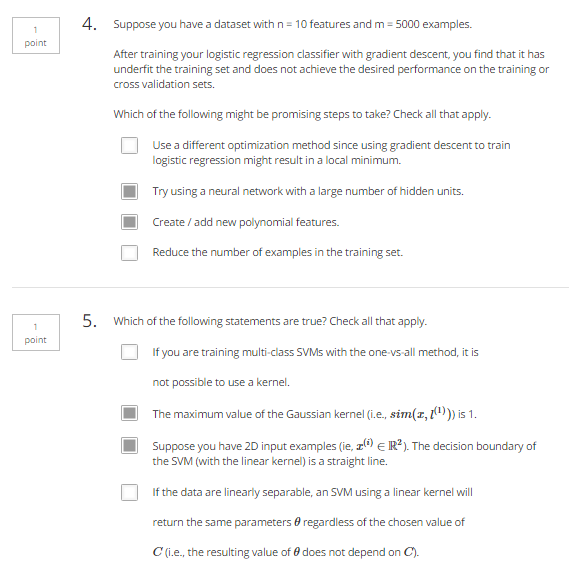 1
point
4. Suppose you have a dataset with n = 10 features and m = 5000 examples.
After training your logistic regression classifier with gradient descent, you find that it has
underfit the training set and does not achieve the desired performance on the training or
cross validation sets.
Which of the following might be promising steps to take? Check all that apply.
Use a different optimization method since using gradient descent to train
logistic regression might result in a local minimum.
Try using a neural network with a large number of hidden units.
Create / add new polynomial features.
Reduce the number of examples in the training set.
1
point
5. Which of the following statements are true? Check all that apply.
If you are training multi-class SVMs with the one-vs-all method, it is
not possible to use a kernel.
The maximum value of the Gaussian kernel (i.e., sim(x, l⁽¹⁾)) is 1.
Suppose you have 2D input examples (ie, x⁽ⁱ⁾ ∈ ℝ²). The decision boundary of
the SVM (with the linear kernel) is a straight line.
If the data are linearly separable, an SVM using a linear kernel will
return the same parameters θ regardless of the chosen value of
C (i.e., the resulting value of θ does not depend on C).